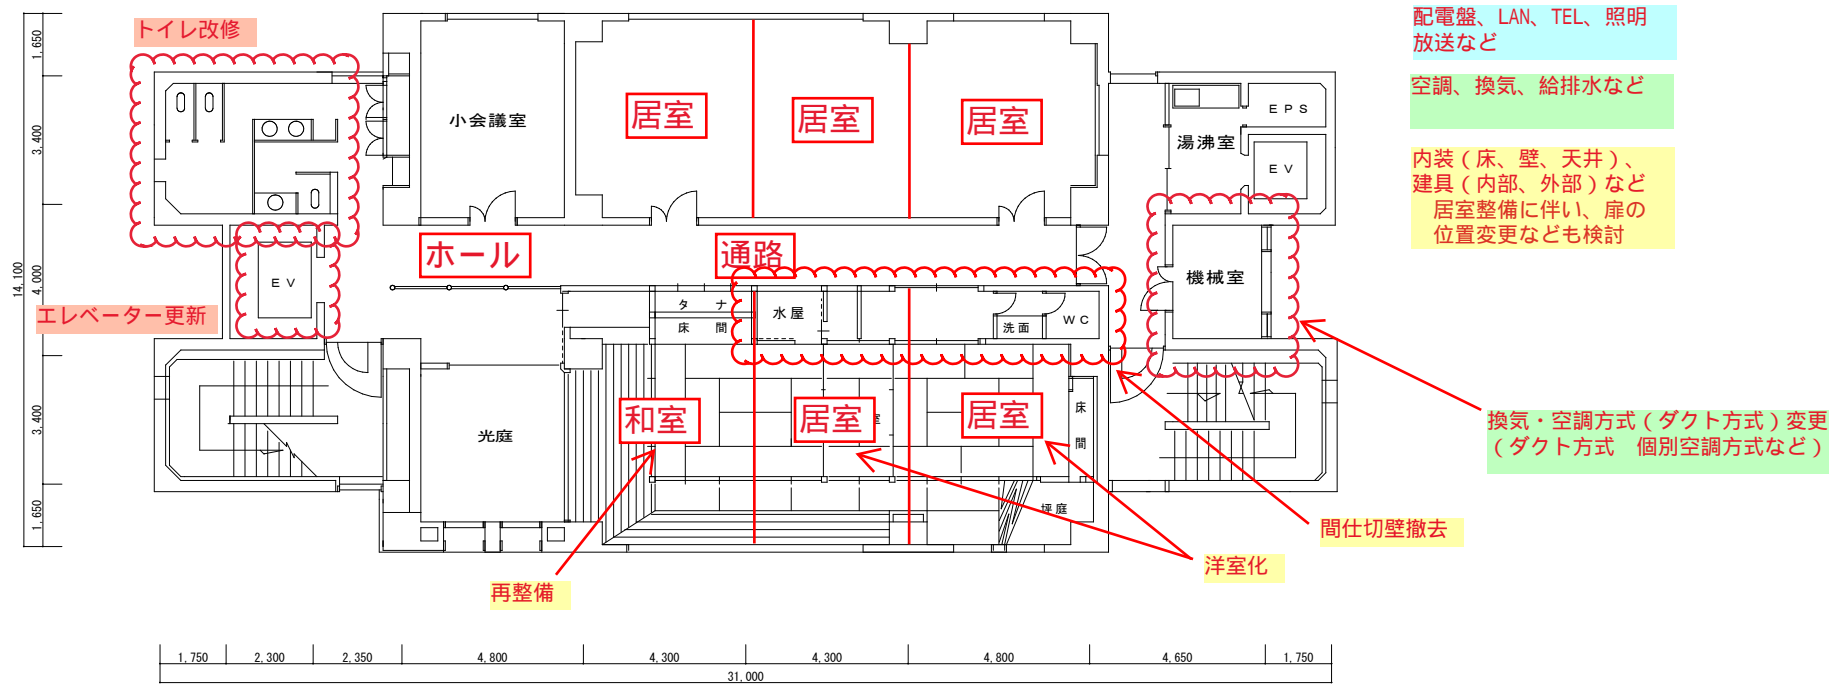 トイレ改修
配電盤、LAN、TEL、照明
放送など
空調、換気、給排水など
内装（床、壁、天井）、
建具（内部、外部）など
居室整備に伴い、扉の
位置変更なども検討
小会議室
居室
居室
居室
湯沸室
EPS
EV
ホール
通路
機械室
EV
エレベーター更新
タナ
床間
水屋
洗面
WC
光庭
和室
居室
居室
床間
坪庭
換気・空調方式（ダクト方式）変更
（ダクト方式　個別空調方式など）
間仕切壁撤去
洋室化
再整備
1,650
3,400
4,000
3,400
1,650
14,100
1,750
2,300
2,350
4,800
4,300
4,300
4,800
4,650
1,750
31,000